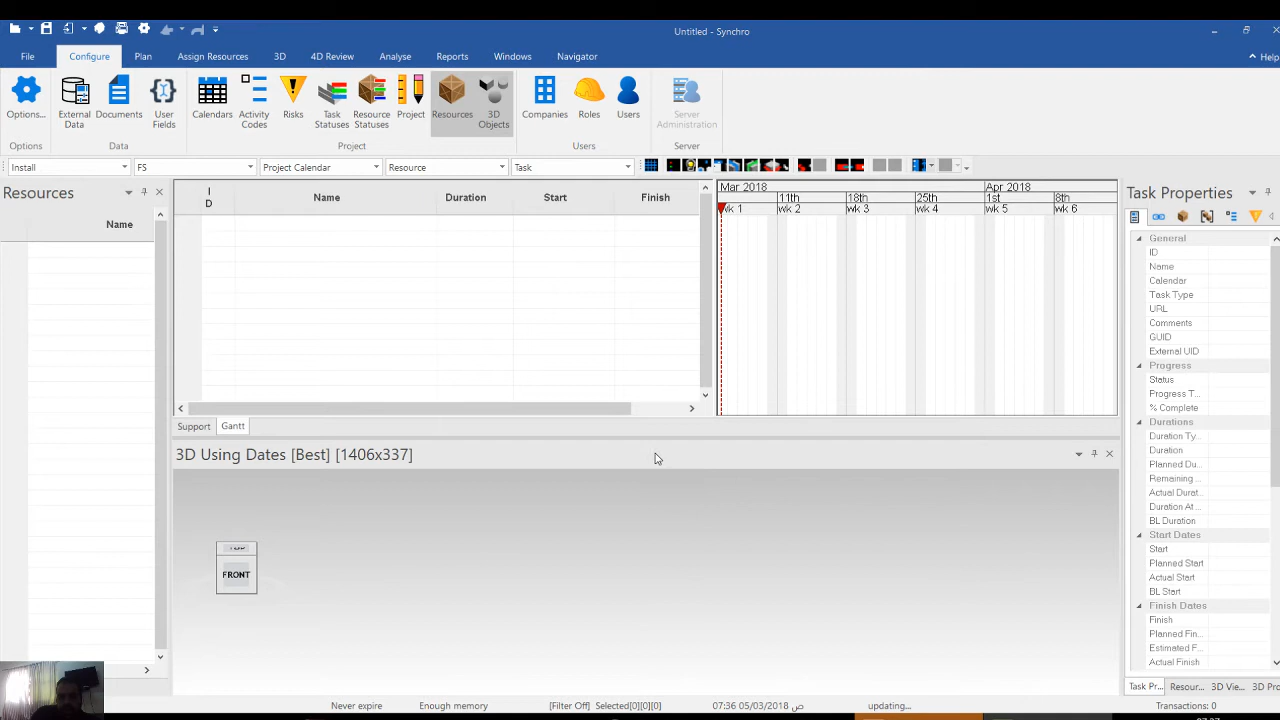 Untitled - Synchro
File Configure Plan Assign Resources 3D 4D Review Analyse Reports Windows Navigator Help
Options... External Data Documents User Fields Calendars Activity Codes Risks Task Statuses Resource Statuses Project Resources 3D Objects Companies Roles Users Server Administration
Options Data Project Users Server
Install FS Project Calendar Resource Task
Resources
Name
ID Name Duration Start Finish
Mar 2018 Apr 2018
11th 18th 25th 1st 8th
wk 1 wk 2 wk 3 wk 4 wk 5 wk 6
Support Gantt
3D Using Dates [Best] [1406x337]
TOP
FRONT
Task Properties
General
ID
Name
Calendar
Task Type
URL
Comments
GUID
External UID
Progress
Status
Progress T...
% Complete
Durations
Duration Ty...
Duration
Planned Du...
Remaining ...
Actual Durat...
Duration At ...
BL Duration
Start Dates
Start
Planned Start
Actual Start
BL Start
Finish Dates
Finish
Planned Fin...
Estimated F...
Actual Finish
Task Pr... Resour... 3D Vie... 3D Pro
Never expire Enough memory [Filter Off] Selected[0][0][0] 07:36 05/03/2018 ص updating... Transactions: 0